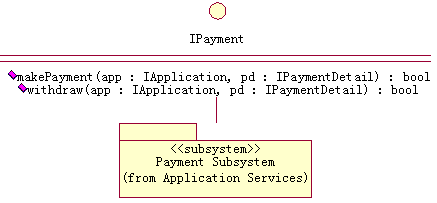 IPayment
makePayment(app : IApplication, pd : IPaymentDetail) : bool
withdraw(app : IApplication, pd : IPaymentDetail) : bool
<<subsystem>>
Payment Subsystem
(from Application Services)